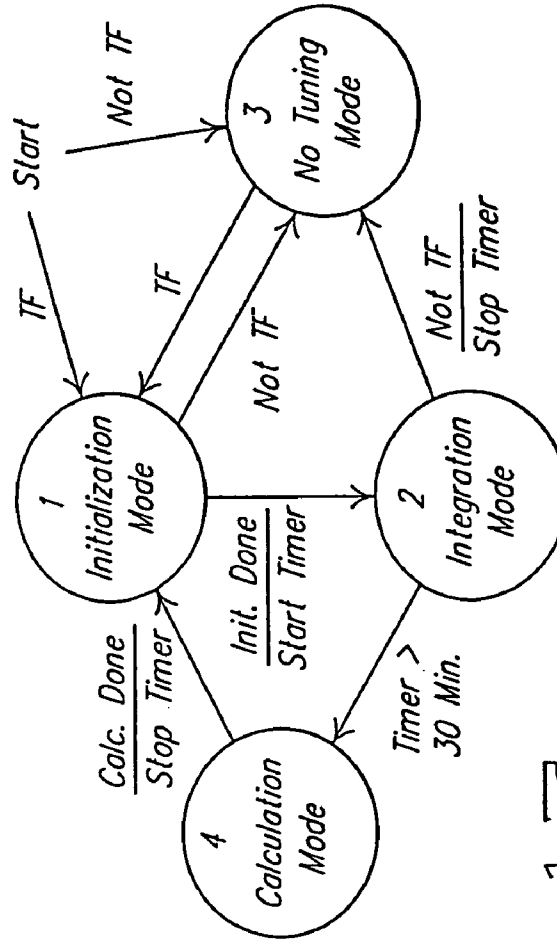 Start
TF
Not TF
1
Initialization
Mode
Calc. Done
Stop Timer
TF
3
No Tuning
Mode
Not TF
Init. Done
Start Timer
4
Calculation
Mode
Timer >
30 Min.
2
Integration
Mode
Not TF
Stop Timer